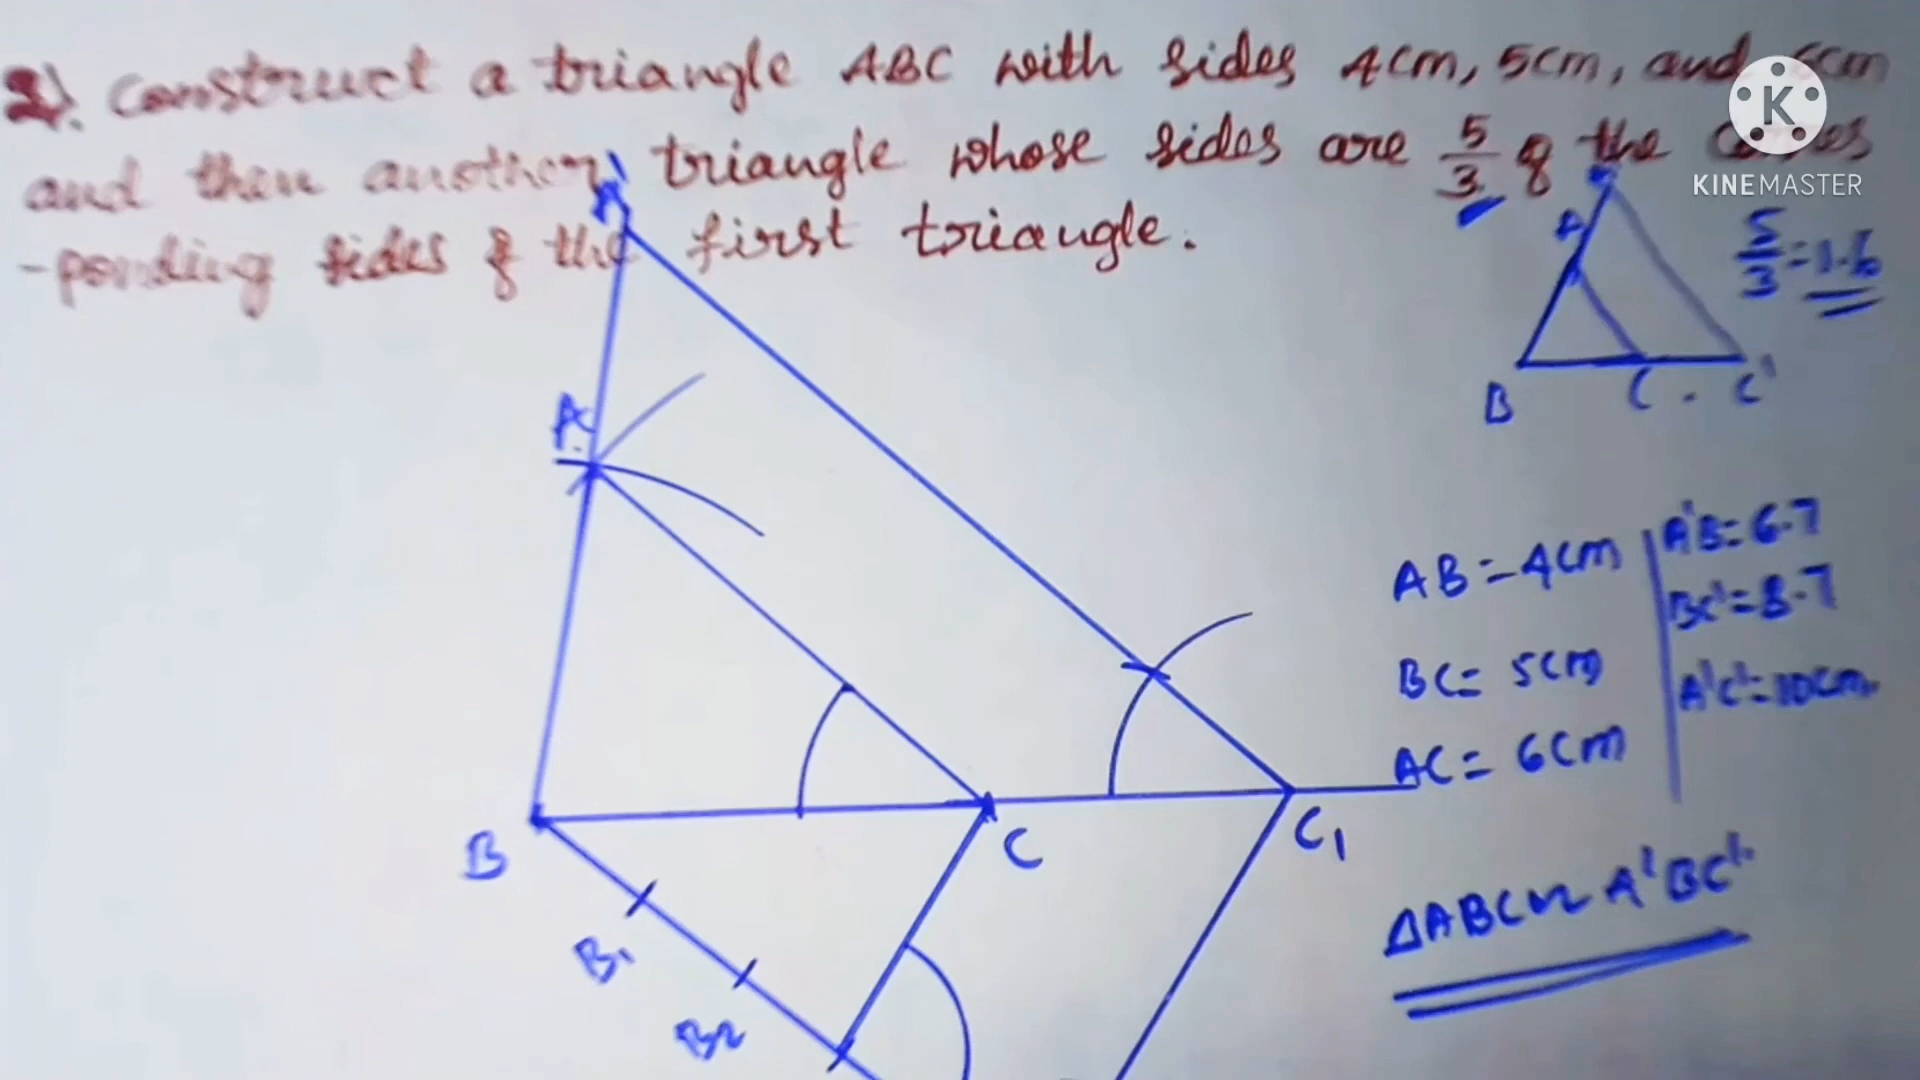 2). Construct a triangle ABC with sides 4cm, 5cm, and 6cm
and then another triangle whose sides are 5/3 of the corres
-ponding sides of the first triangle.
K
KINEMASTER
A'
A
B C C'
5/3 = 1.6
A
B C C1
B1
B2
AB = 4cm
BC = 5cm
AC = 6cm
A'B = 6.7
BC' = 8.7
A'C' = 10cm.
ΔABC ~ A'BC'